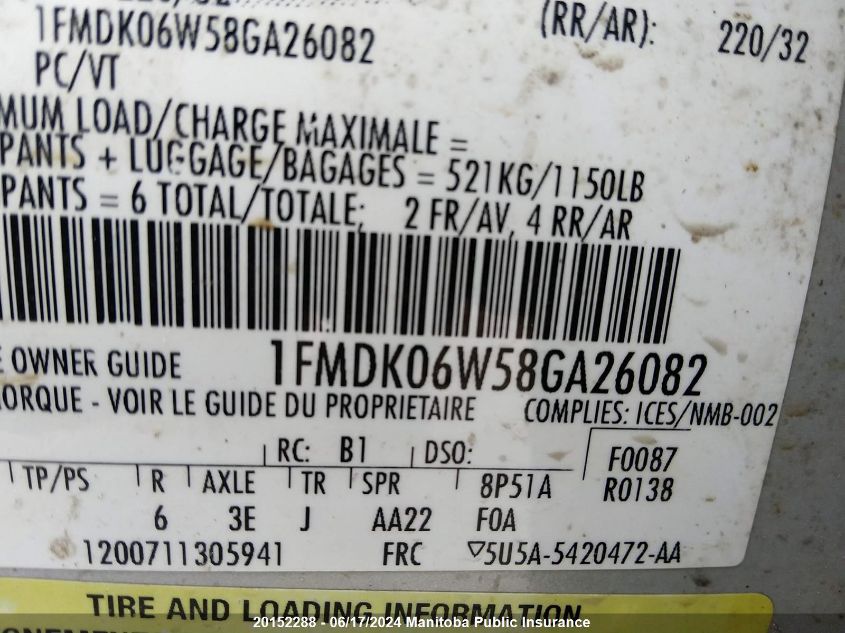 220/32
(RR/AR): 220/32
1FMDK06W58GA26082
PC/VT
MUM LOAD/CHARGE MAXIMALE =
PANTS + LUGGAGE/BAGAGES = 521KG/1150LB
PANTS = 6 TOTAL/TOTALE; 2 FR/AV, 4 RR/AR
E OWNER GUIDE 1FMDK06W58GA26082
ORQUE - VOIR LE GUIDE DU PROPRIETAIRE COMPLIES: ICES/NMB-002
RC: B1 DSO: F0087
TP/PS R AXLE TR SPR 8P51A R0138
6 3E J AA22 F0A
1200711305941 FRC ▽5U5A-5420472-AA
TIRE AND LOADING INFORMATION
20152288 - 06/17/2024 Manitoba Public Insurance